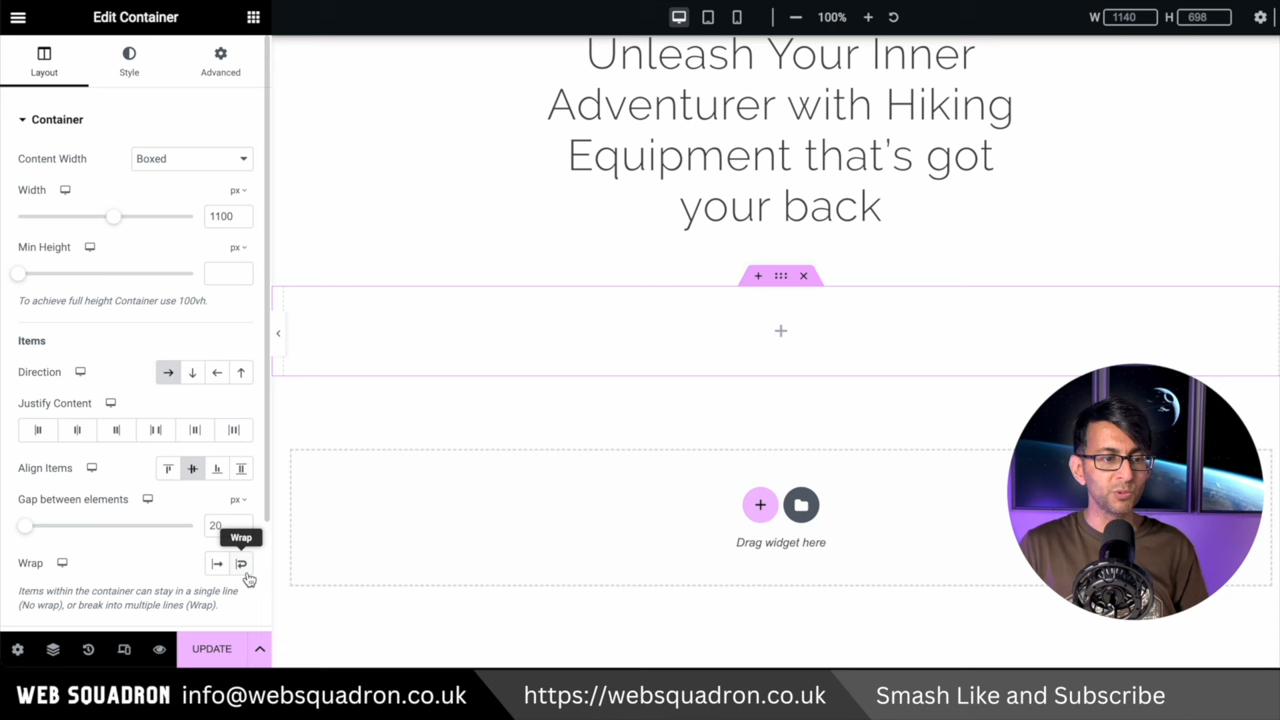 Edit Container
100%
W 1140 H 698
Layout Style Advanced
Container
Content Width Boxed
Width px
1100
Min Height px
To achieve full height Container use 100vh.
Items
Direction
Justify Content
Align Items
Gap between elements px
20
Wrap
Wrap
Items within the container can stay in a single line
(No wrap), or break into multiple lines (Wrap).
UPDATE
Unleash Your Inner
Adventurer with Hiking
Equipment that’s got
your back
Drag widget here
WEB SQUADRON info@websquadron.co.uk https://websquadron.co.uk Smash Like and Subscribe